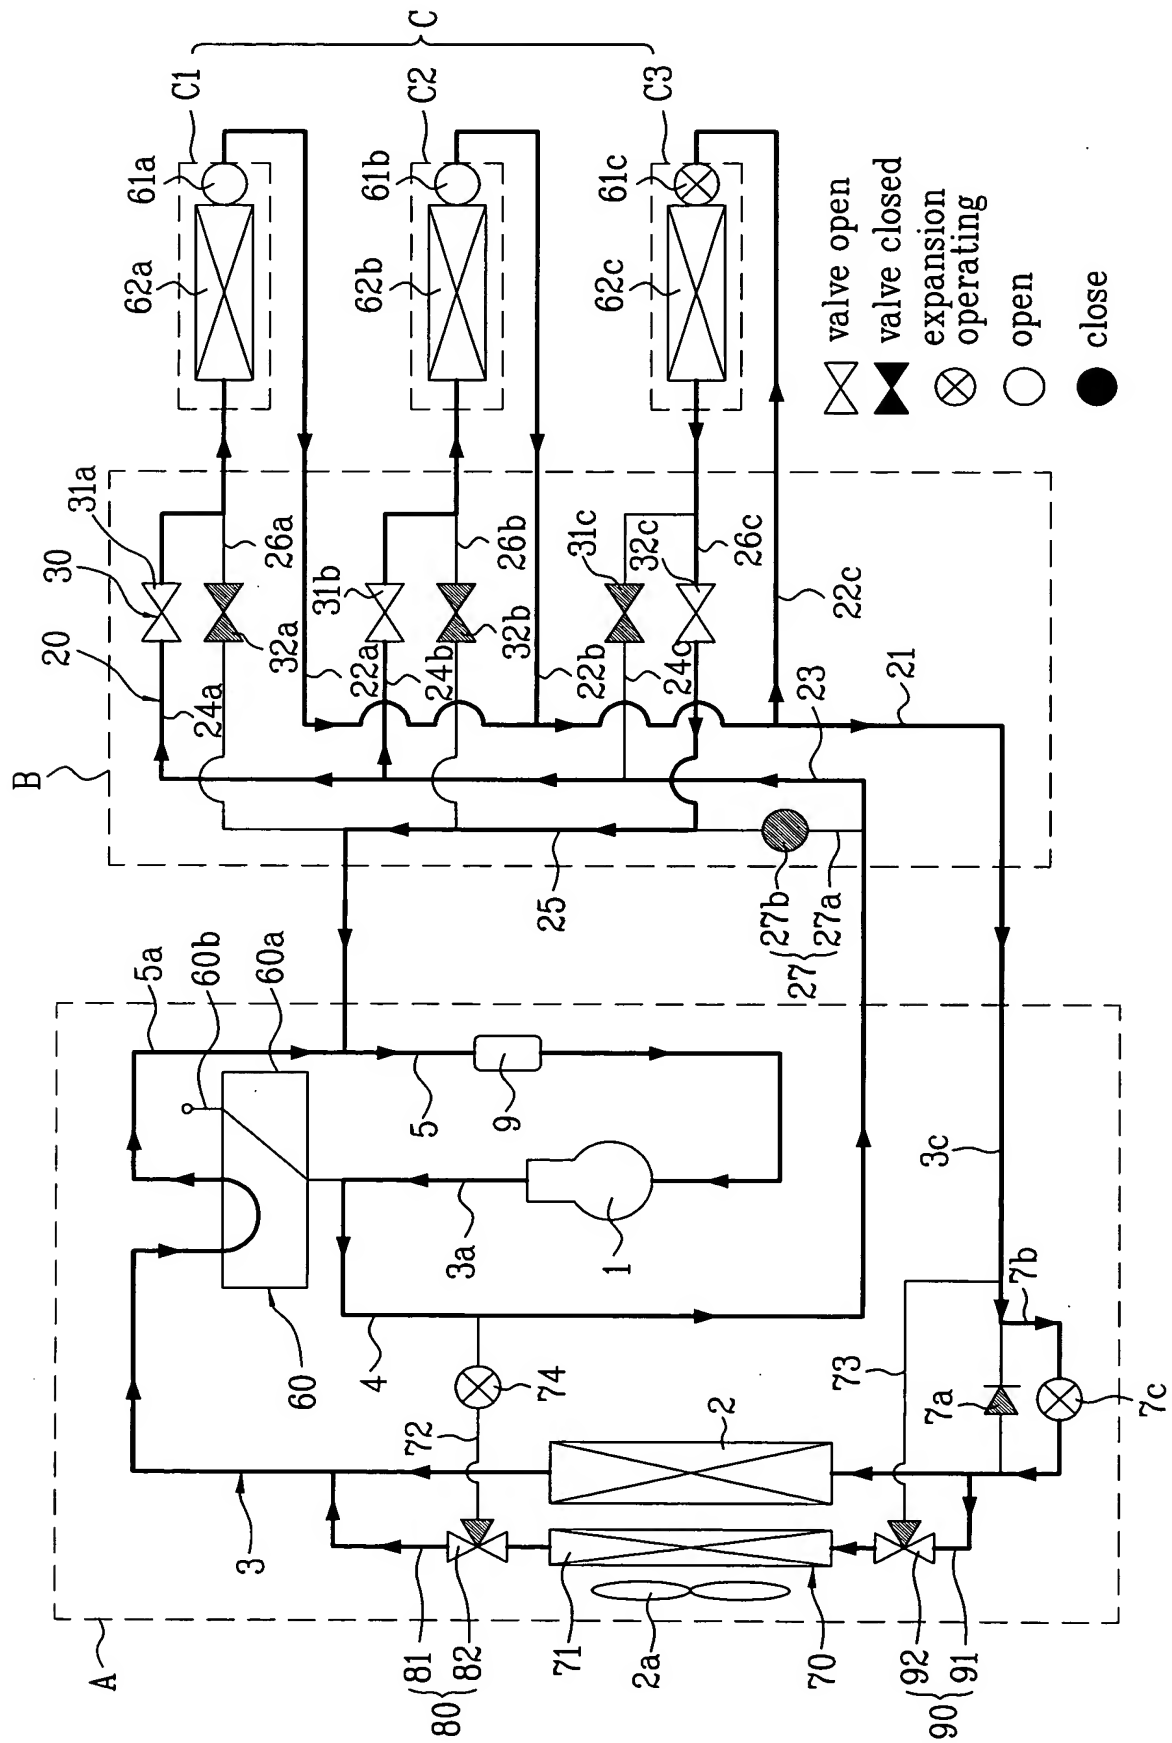 A
B
20
30
31a
5a
62a
61a
C1
60b
24a
3
60a
32a
26a
60
22a
31b
62b
61b
C2
C
4
81
72
5
24b
80
82
3a
9
32b
26b
74
25
22b
31c
62c
61c
C3
71
1
32c
2a
2
24c
26c
27b
27
27a
23
22c
70
73
valve open
valve closed
92
7a
3c
21
expansion
operating
90
91
7b
open
7c
close